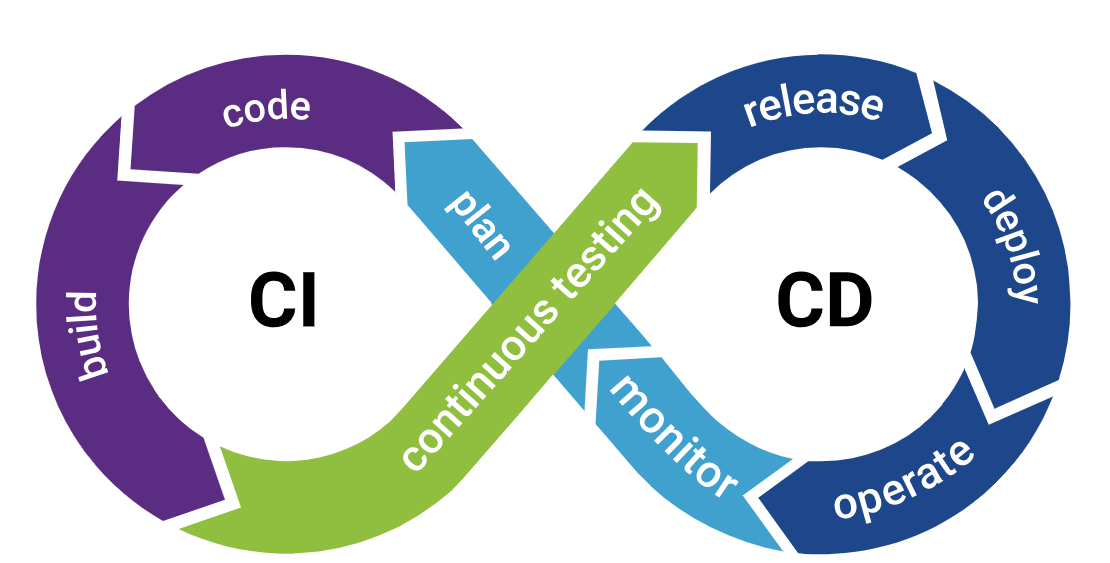 code
build
CI
plan
continuous testing
release
deploy
CD
operate
monitor